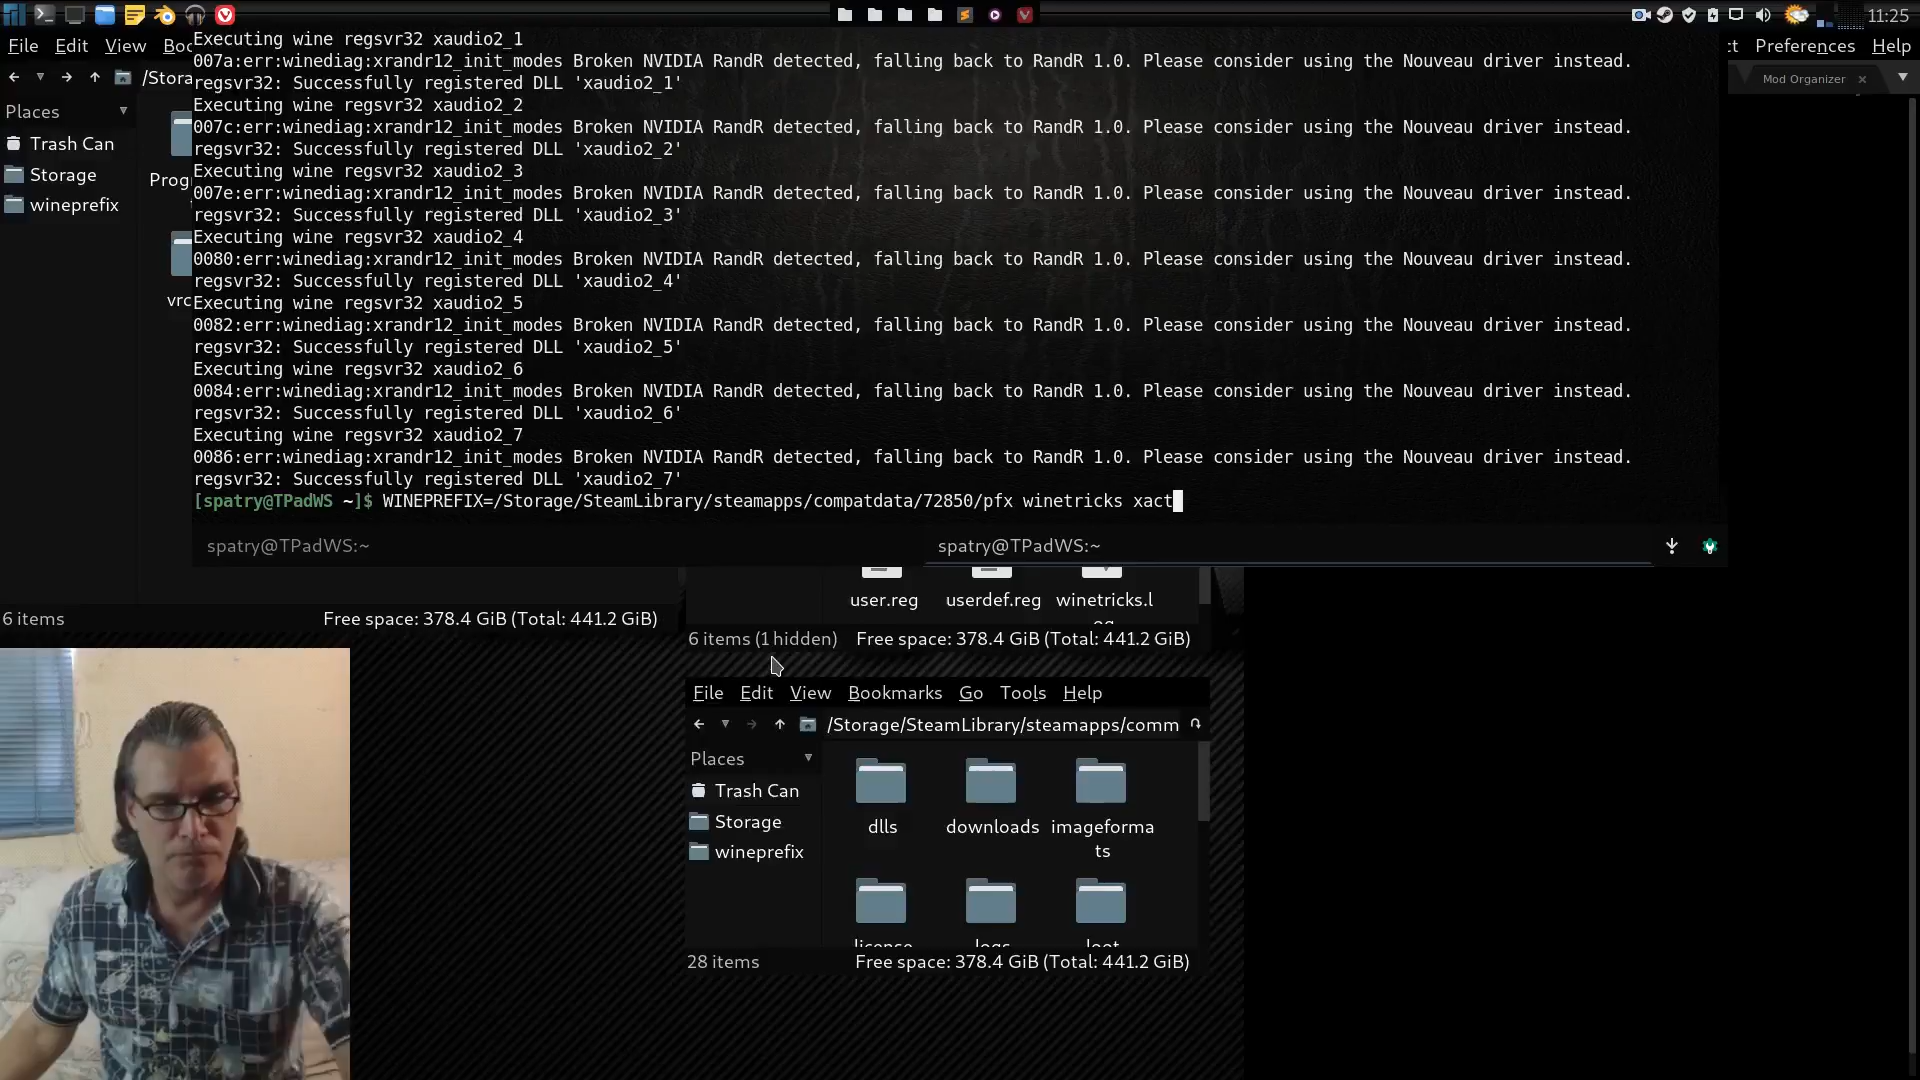 11:25
File Edit View Boo
ct Preferences Help
/Stora
Mod Organizer
Places
Trash Can
Storage
wineprefix
Progr
vrc
6 items
Free space: 378.4 GiB (Total: 441.2 GiB)
Executing wine regsvr32 xaudio2_1
007a:err:winediag:xrandr12_init_modes Broken NVIDIA RandR detected, falling back to RandR 1.0. Please consider using the Nouveau driver instead.
regsvr32: Successfully registered DLL 'xaudio2_1'
Executing wine regsvr32 xaudio2_2
007c:err:winediag:xrandr12_init_modes Broken NVIDIA RandR detected, falling back to RandR 1.0. Please consider using the Nouveau driver instead.
regsvr32: Successfully registered DLL 'xaudio2_2'
Executing wine regsvr32 xaudio2_3
007e:err:winediag:xrandr12_init_modes Broken NVIDIA RandR detected, falling back to RandR 1.0. Please consider using the Nouveau driver instead.
regsvr32: Successfully registered DLL 'xaudio2_3'
Executing wine regsvr32 xaudio2_4
0080:err:winediag:xrandr12_init_modes Broken NVIDIA RandR detected, falling back to RandR 1.0. Please consider using the Nouveau driver instead.
regsvr32: Successfully registered DLL 'xaudio2_4'
Executing wine regsvr32 xaudio2_5
0082:err:winediag:xrandr12_init_modes Broken NVIDIA RandR detected, falling back to RandR 1.0. Please consider using the Nouveau driver instead.
regsvr32: Successfully registered DLL 'xaudio2_5'
Executing wine regsvr32 xaudio2_6
0084:err:winediag:xrandr12_init_modes Broken NVIDIA RandR detected, falling back to RandR 1.0. Please consider using the Nouveau driver instead.
regsvr32: Successfully registered DLL 'xaudio2_6'
Executing wine regsvr32 xaudio2_7
0086:err:winediag:xrandr12_init_modes Broken NVIDIA RandR detected, falling back to RandR 1.0. Please consider using the Nouveau driver instead.
regsvr32: Successfully registered DLL 'xaudio2_7'
[spatry@TPadWS ~]$ WINEPREFIX=/Storage/SteamLibrary/steamapps/compatdata/72850/pfx winetricks xact
spatry@TPadWS:~
spatry@TPadWS:~
user.reg
userdef.reg
winetricks.l
6 items (1 hidden)
Free space: 378.4 GiB (Total: 441.2 GiB)
File Edit View Bookmarks Go Tools Help
/Storage/SteamLibrary/steamapps/comm
Places
Trash Can
Storage
wineprefix
dlls
downloads
imageforma
ts
license
logs
loot
28 items
Free space: 378.4 GiB (Total: 441.2 GiB)